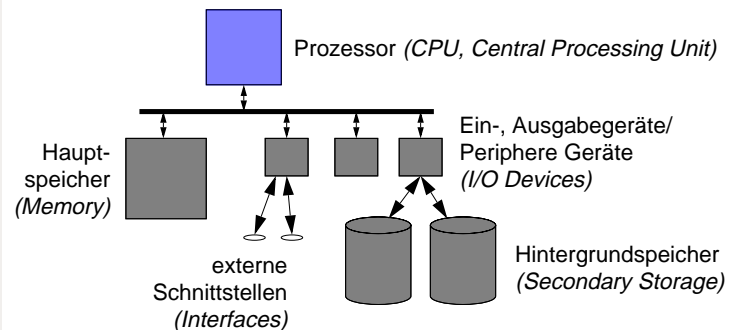 Prozessor (CPU, Central Processing Unit)
Haupt-
speicher
(Memory)
Ein-, Ausgabegeräte/
Periphere Geräte
(I/O Devices)
externe
Schnittstellen
(Interfaces)
Hintergrundspeicher
(Secondary Storage)